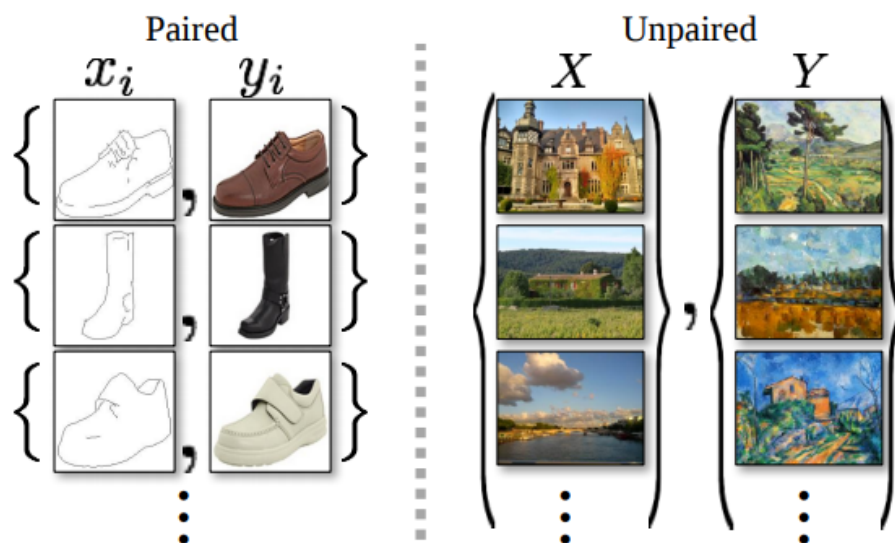 Paired Unpaired
x_i y_i X Y
{ , }
{ , }
{ , }
{ } , { }